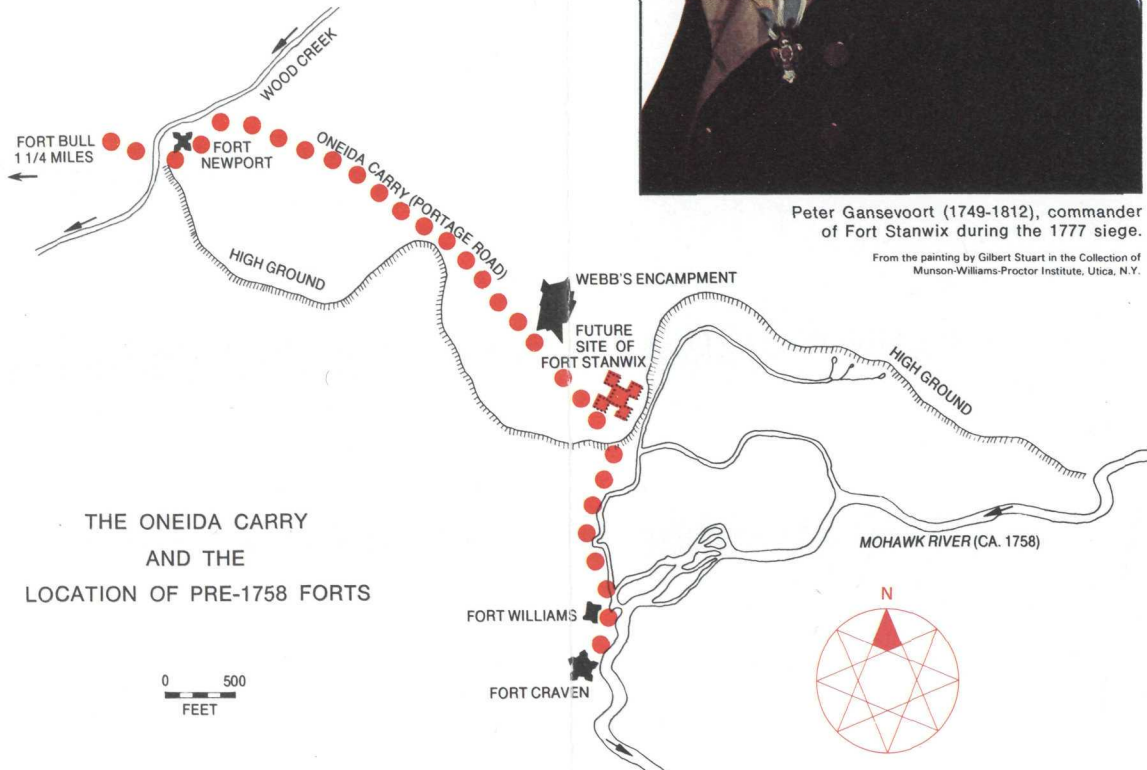 WOOD CREEK
FORT BULL
1 1/4 MILES
FORT
NEWPORT
ONEIDA CARRY (PORTAGE ROAD)
HIGH GROUND
Peter Gansevoort (1749-1812), commander
of Fort Stanwix during the 1777 siege.
From the painting by Gilbert Stuart in the Collection of
Munson-Williams-Proctor Institute, Utica, N.Y.
WEBB'S ENCAMPMENT
FUTURE
SITE OF
FORT STANWIX
HIGH GROUND
MOHAWK RIVER (CA. 1758)
THE ONEIDA CARRY
AND THE
LOCATION OF PRE-1758 FORTS
0 500
FEET
FORT WILLIAMS
FORT CRAVEN
N